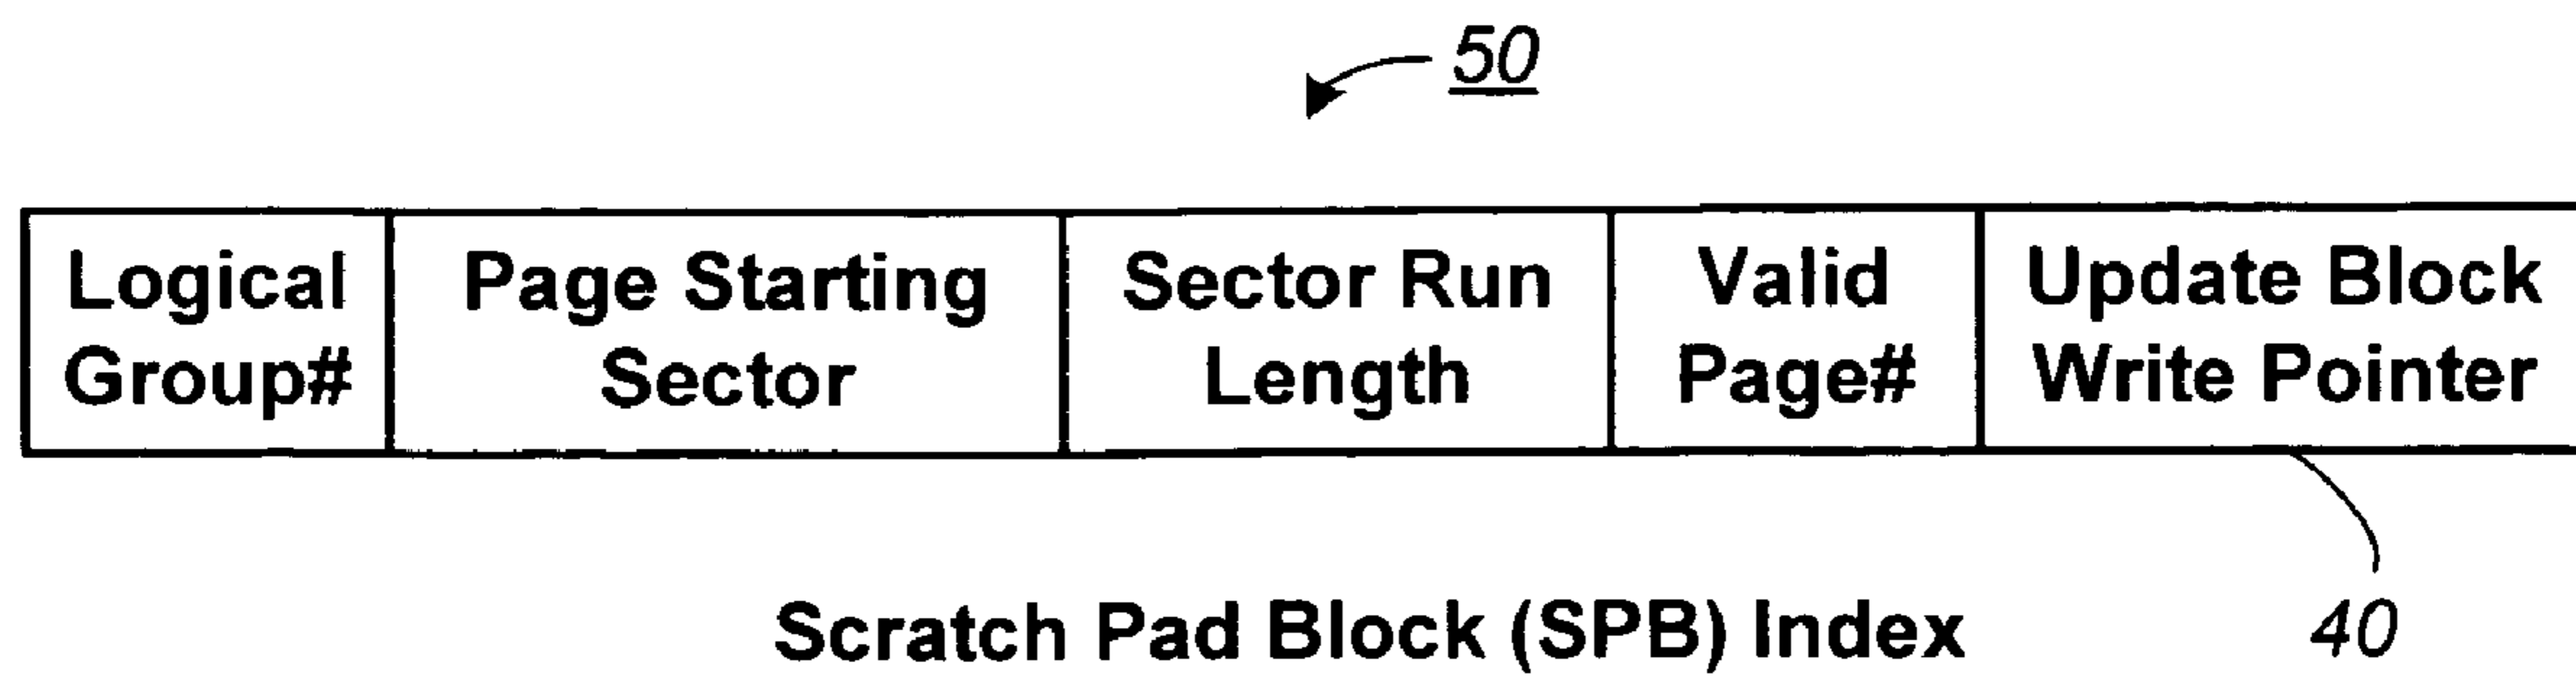 50
Logical Group#
Page Starting Sector
Sector Run Length
Valid Page#
Update Block Write Pointer
Scratch Pad Block (SPB) Index
40